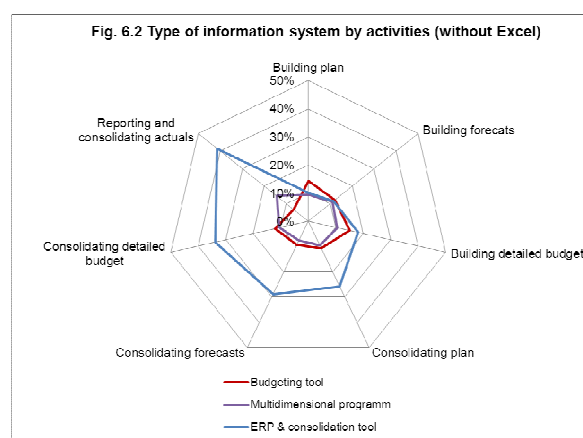 Fig. 6.2 Type of information system by activities (without Excel)
Building plan
50%
40%
30%
20%
10%
0%
Reporting and
consolidating actuals
Building forecats
Consolidating detailed
budget
Building detailed budget
Consolidating forecasts
Consolidating plan
Budgeting tool
Multidimensional programm
ERP & consolidation tool